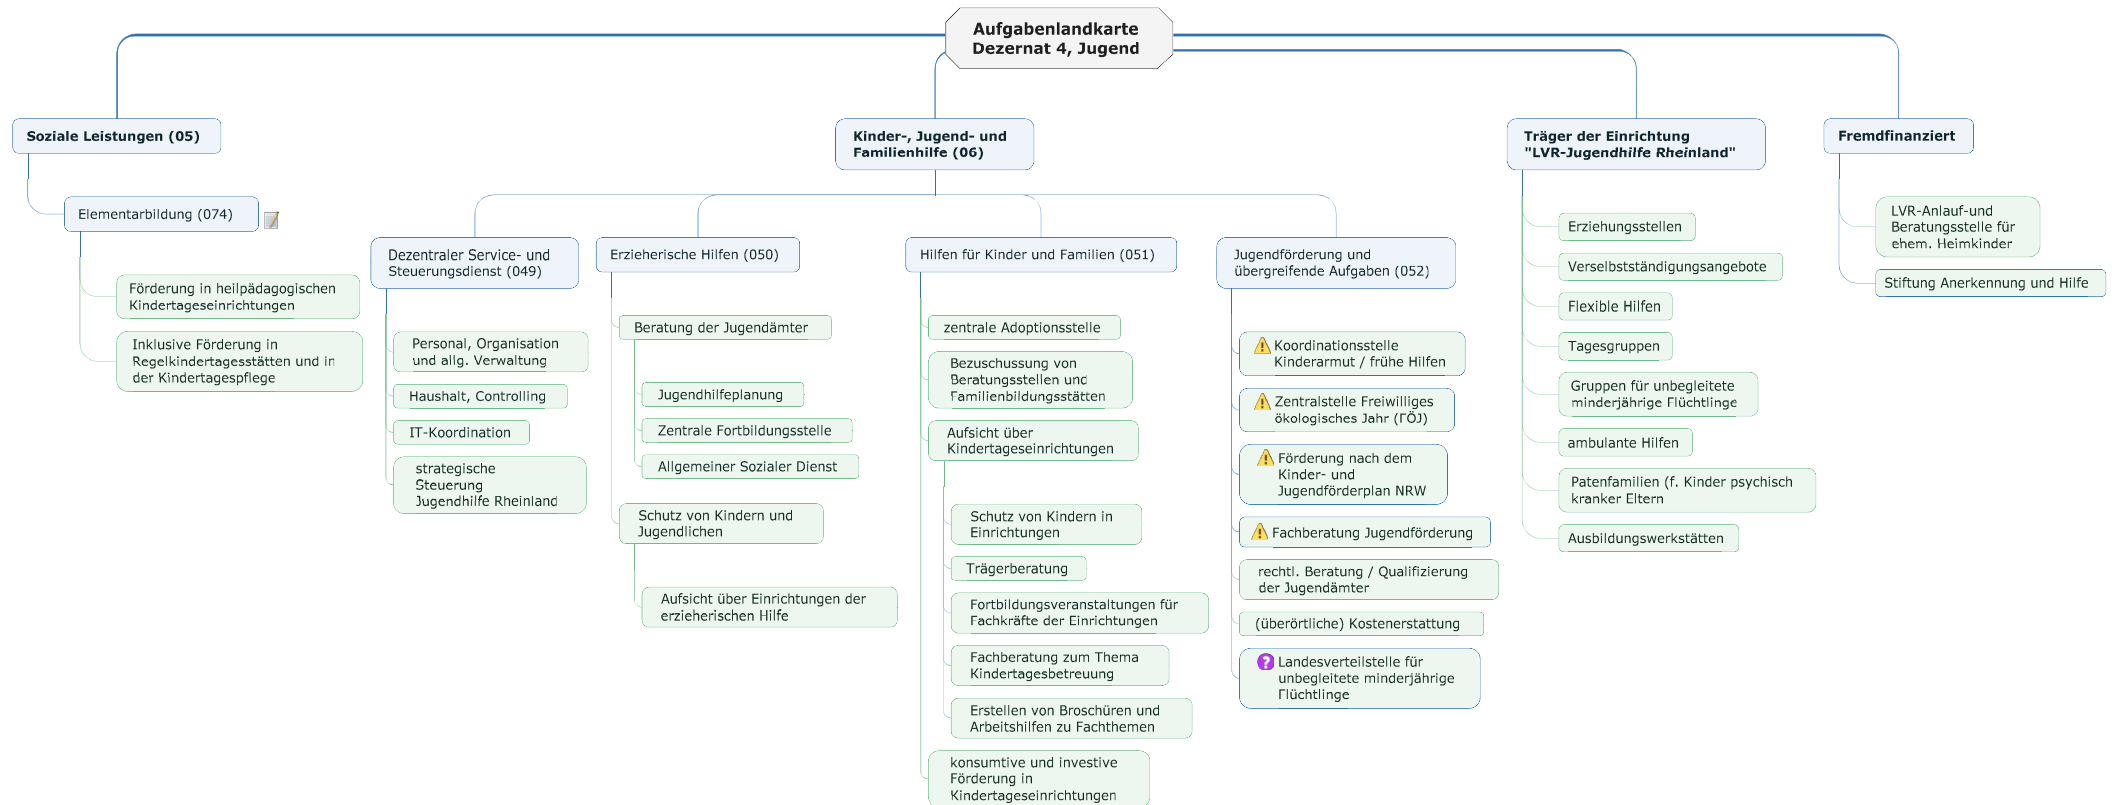 Aufgabenlandkarte
Dezernat 4, Jugend
Soziale Leistungen (05)
Elementarbildung (074)
Förderung in heilpädagogischen
Kindertageseinrichtungen
Inklusive Förderung in
Regelkindertagesstätten und in
der Kindertagespflege
Kinder-, Jugend- und
Familienhilfe (06)
Dezentraler Service- und
Steuerungsdienst (049)
Personal, Organisation
und allg. Verwaltung
Haushalt, Controlling
IT-Koordination
strategische
Steuerung
Jugendhilfe Rheinland
Erzieherische Hilfen (050)
Beratung der Jugendämter
Jugendhilfeplanung
Zentrale Fortbildungsstelle
Allgemeiner Sozialer Dienst
Schutz von Kindern und
Jugendlichen
Aufsicht über Einrichtungen der
erzieherischen Hilfe
Hilfen für Kinder und Familien (051)
zentrale Adoptionsstelle
Bezuschussung von
Beratungsstellen und
Familienbildungsstätten
Aufsicht über
Kindertageseinrichtungen
Schutz von Kindern in
Einrichtungen
Trägerberatung
Fortbildungsveranstaltungen für
Fachkräfte der Einrichtungen
Fachberatung zum Thema
Kindertagesbetreuung
Erstellen von Broschüren und
Arbeitshilfen zu Fachthemen
konsumtive und investive
Förderung in
Kindertageseinrichtungen
Jugendförderung und
übergreifende Aufgaben (052)
Koordinationsstelle
Kinderarmut / frühe Hilfen
Zentralstelle Freiwilliges
ökologisches Jahr (FÖJ)
Förderung nach dem
Kinder- und
Jugendförderplan NRW
Fachberatung Jugendförderung
rechtl. Beratung / Qualifizierung
der Jugendämter
(überörtliche) Kostenerstattung
Landesverteilstelle für
unbegleitete minderjährige
Flüchtlinge
Träger der Einrichtung
"LVR-Jugendhilfe Rheinland"
Erziehungsstellen
Verselbstständigungsangebote
Flexible Hilfen
Tagesgruppen
Gruppen für unbegleitete
minderjährige Flüchtlinge
ambulante Hilfen
Patenfamilien (f. Kinder psychisch
kranker Eltern
Ausbildungswerkstätten
Fremdfinanziert
LVR-Anlauf-und
Beratungsstelle für
ehem. Heimkinder
Stiftung Anerkennung und Hilfe